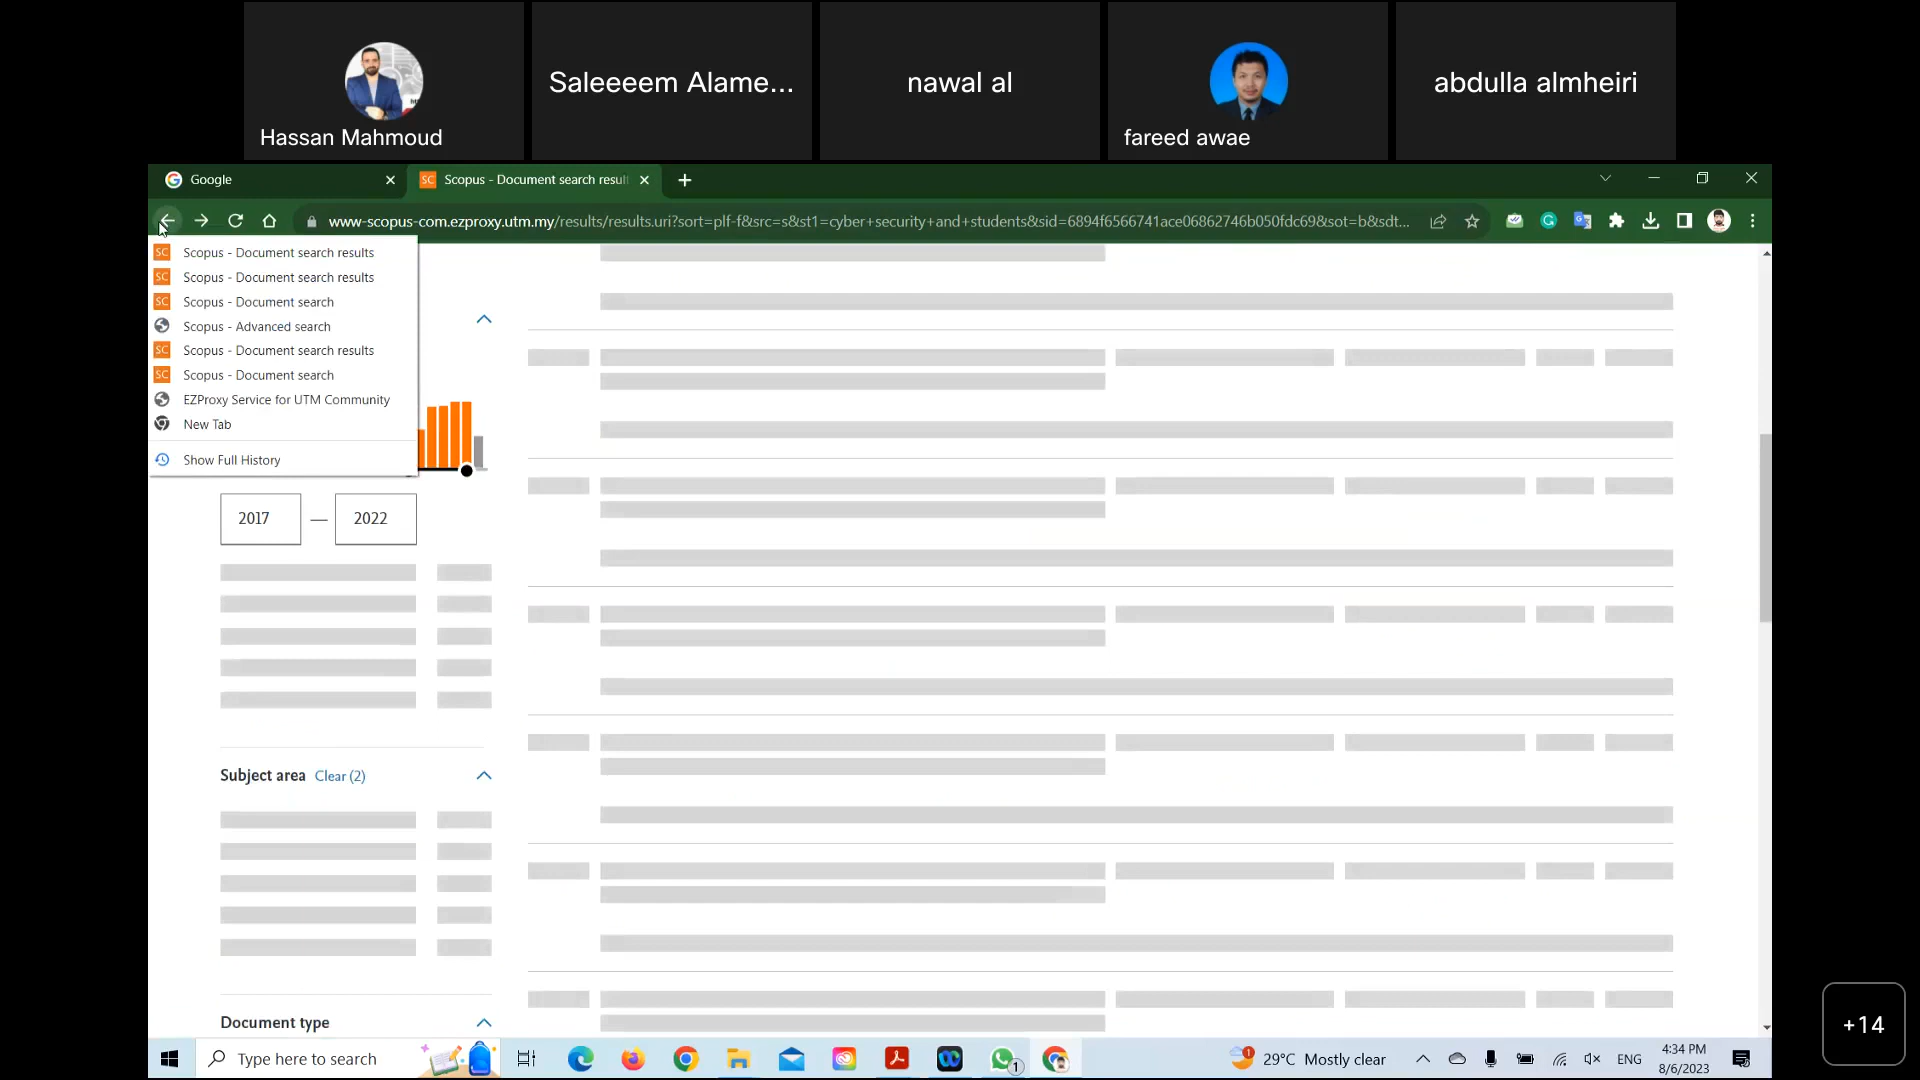 Hassan Mahmoud
Saleeeem Alame...
nawal al
fareed awae
abdulla almheiri
Google
Scopus - Document search resul
www-scopus-com.ezproxy.utm.my/results/results.uri?sort=plf-f&src=s&st1=cyber+security+and+students&sid=6894f6566741ace06862746b050fdc69&sot=b&sdt...
Scopus - Document search results
Scopus - Document search results
Scopus - Document search
Scopus - Advanced search
Scopus - Document search results
Scopus - Document search
EZProxy Service for UTM Community
New Tab
Show Full History
2017 — 2022
Subject area Clear (2)
Document type
+14
Type here to search
1
1
29°C Mostly clear
ENG
4:34 PM
8/6/2023